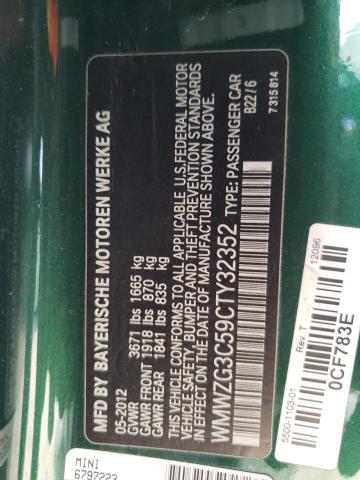 MFD BY BAYERISCHE MOTOREN WERKE AG
05-2012
GVWR 3671 lbs 1665 kg
GAWR FRONT 1918 lbs 870 kg
GAWR REAR 1841 lbs 835 kg
THIS VEHICLE CONFORMS TO ALL APPLICABLE U.S. FEDERAL MOTOR
VEHICLE SAFETY, BUMPER AND THEFT PREVENTION STANDARDS
IN EFFECT ON THE DATE OF MANUFACTURE SHOWN ABOVE.
WMWZG3C59CTY32352 TYPE: PASSENGER CAR
B22/6
7315814
MINI
6797223
5500-1103-01 Rev. T 12096
0CF783E